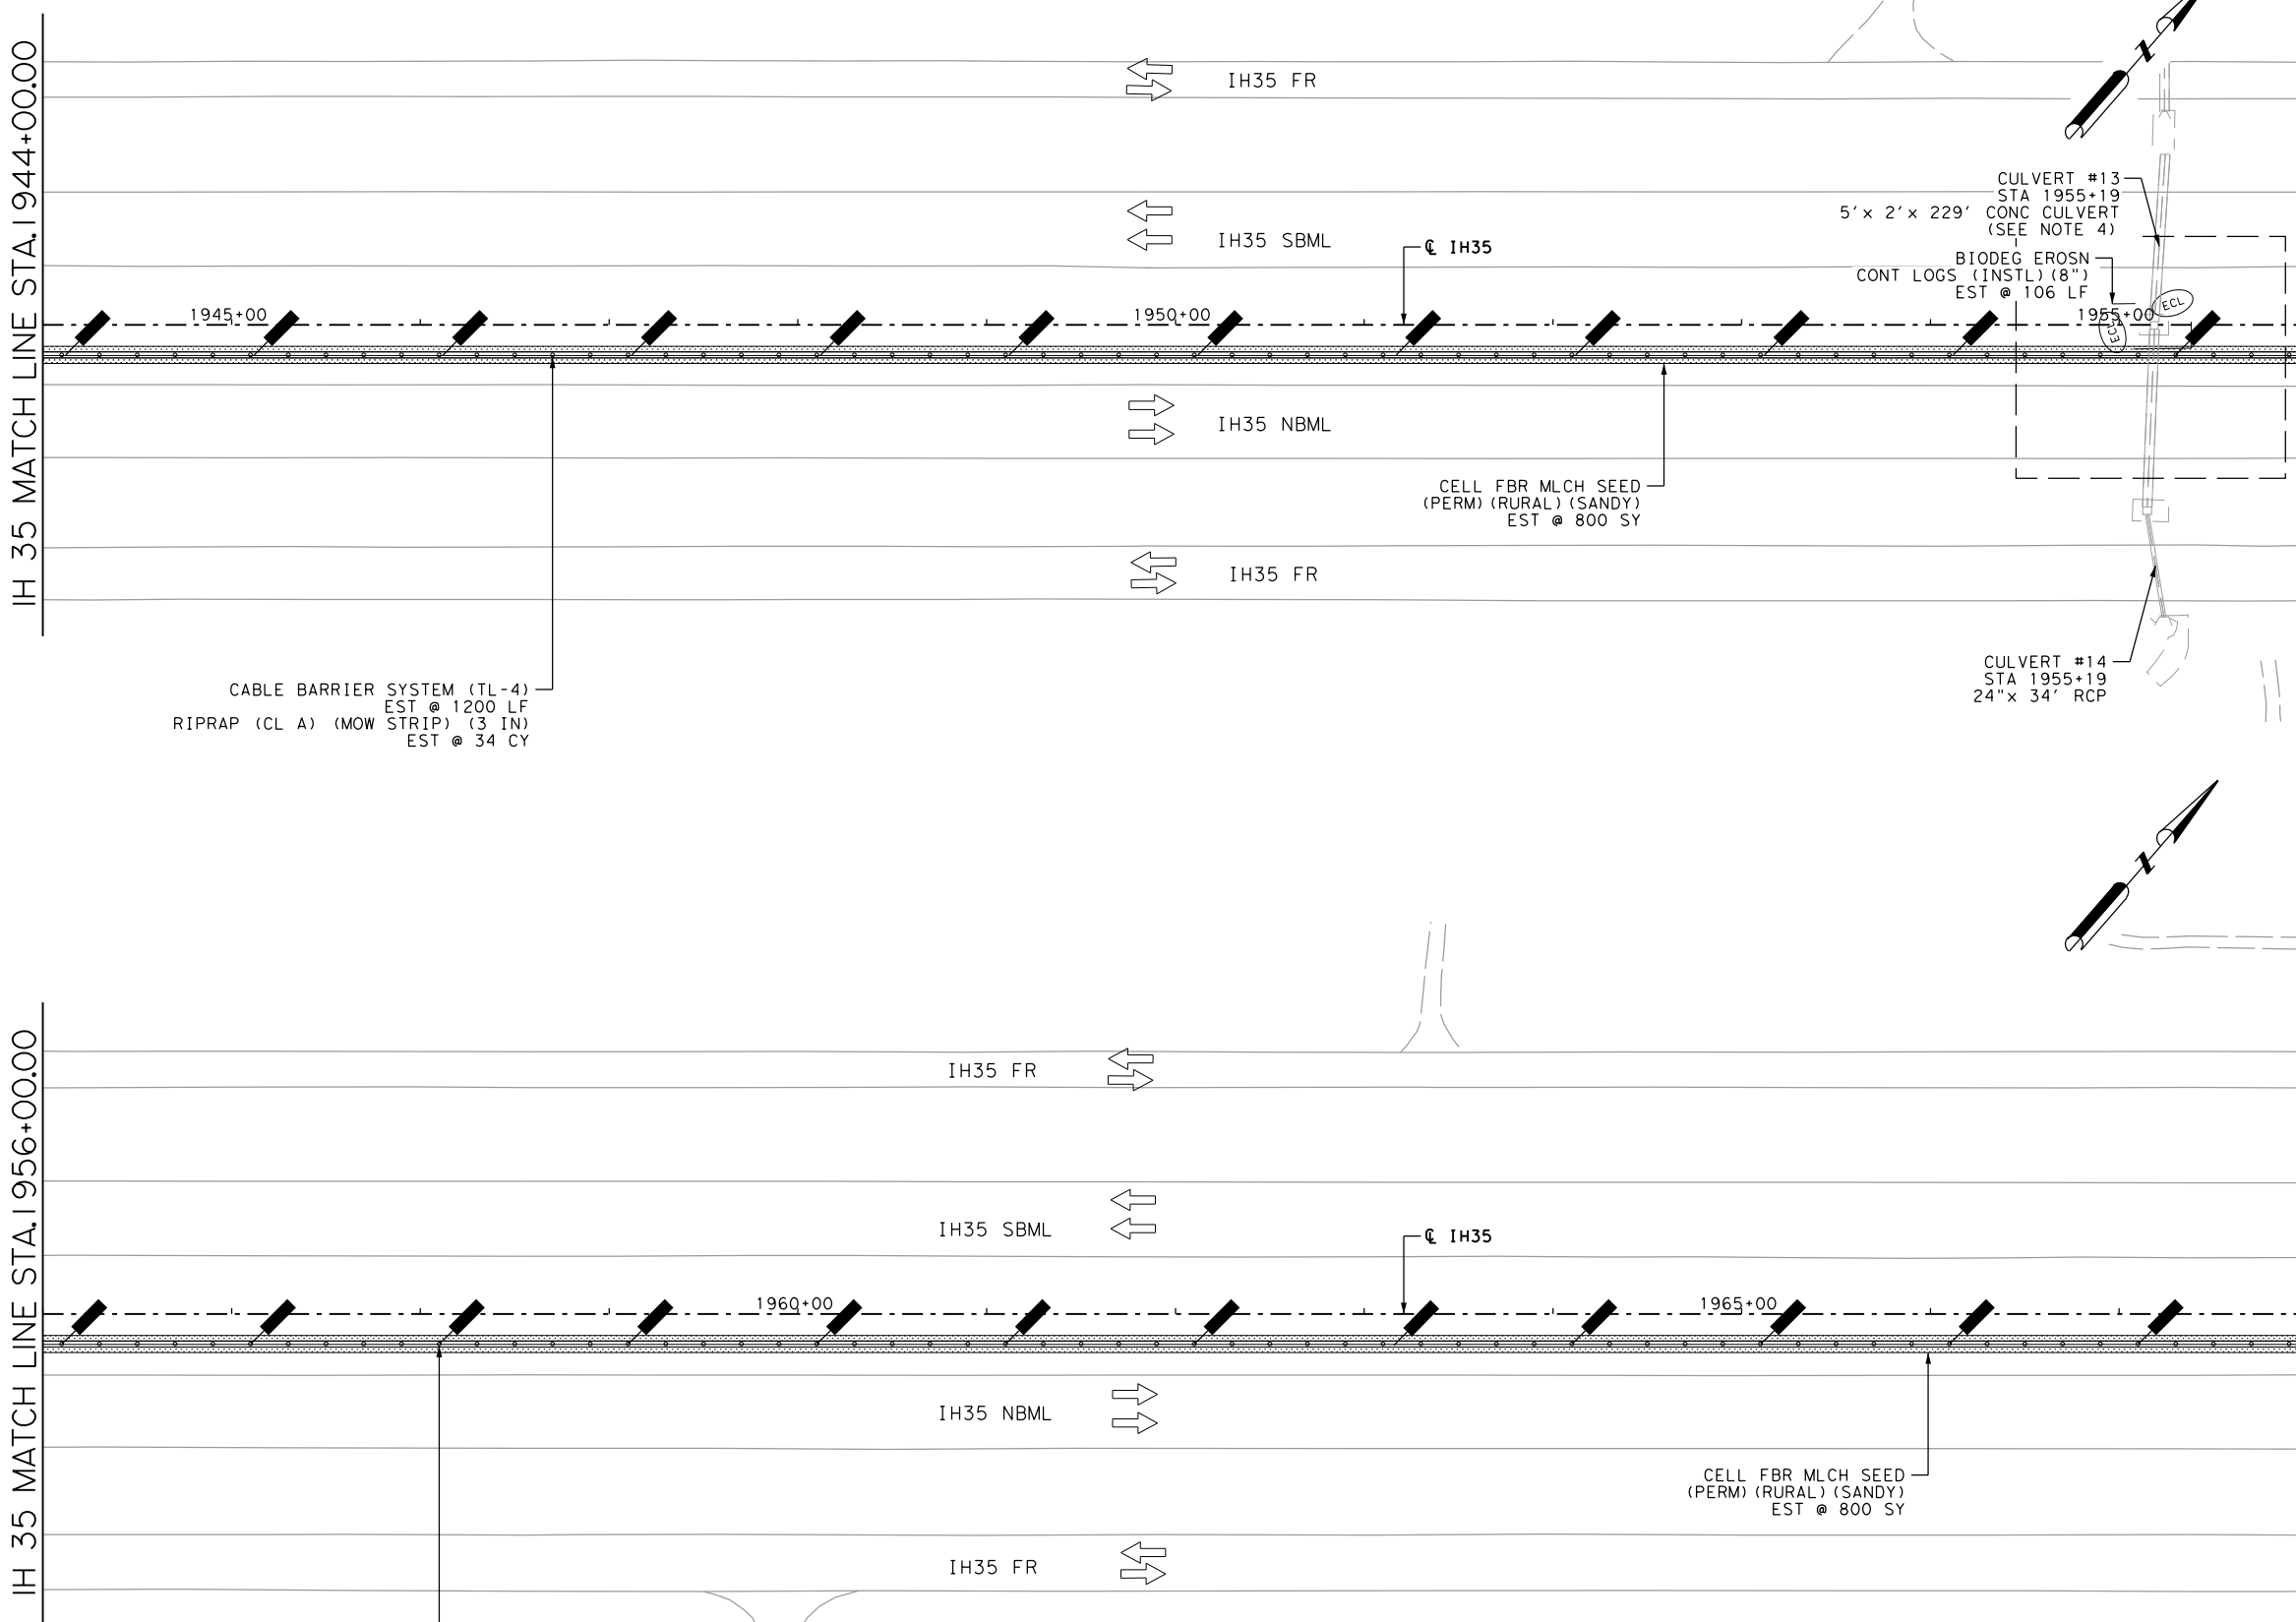 IH 35 MATCH LINE STA.1944+00.00
IH35 FR
N
CULVERT #13
STA 1955+19
5'x 2'x 229' CONC CULVERT
(SEE NOTE 4)
IH35 SBML
℄ IH35
BIODEG EROSN
CONT LOGS (INSTL)(8")
EST @ 106 LF
ECL
ECL
1945+00
1950+00
1955+00
IH35 NBML
CELL FBR MLCH SEED
(PERM)(RURAL)(SANDY)
EST @ 800 SY
IH35 FR
CABLE BARRIER SYSTEM (TL-4)
EST @ 1200 LF
RIPRAP (CL A) (MOW STRIP) (3 IN)
EST @ 34 CY
CULVERT #14
STA 1955+19
24"x 34' RCP
N
IH 35 MATCH LINE STA.1956+00.00
IH35 FR
IH35 SBML
℄ IH35
1960+00
1965+00
IH35 NBML
CELL FBR MLCH SEED
(PERM)(RURAL)(SANDY)
EST @ 800 SY
IH35 FR